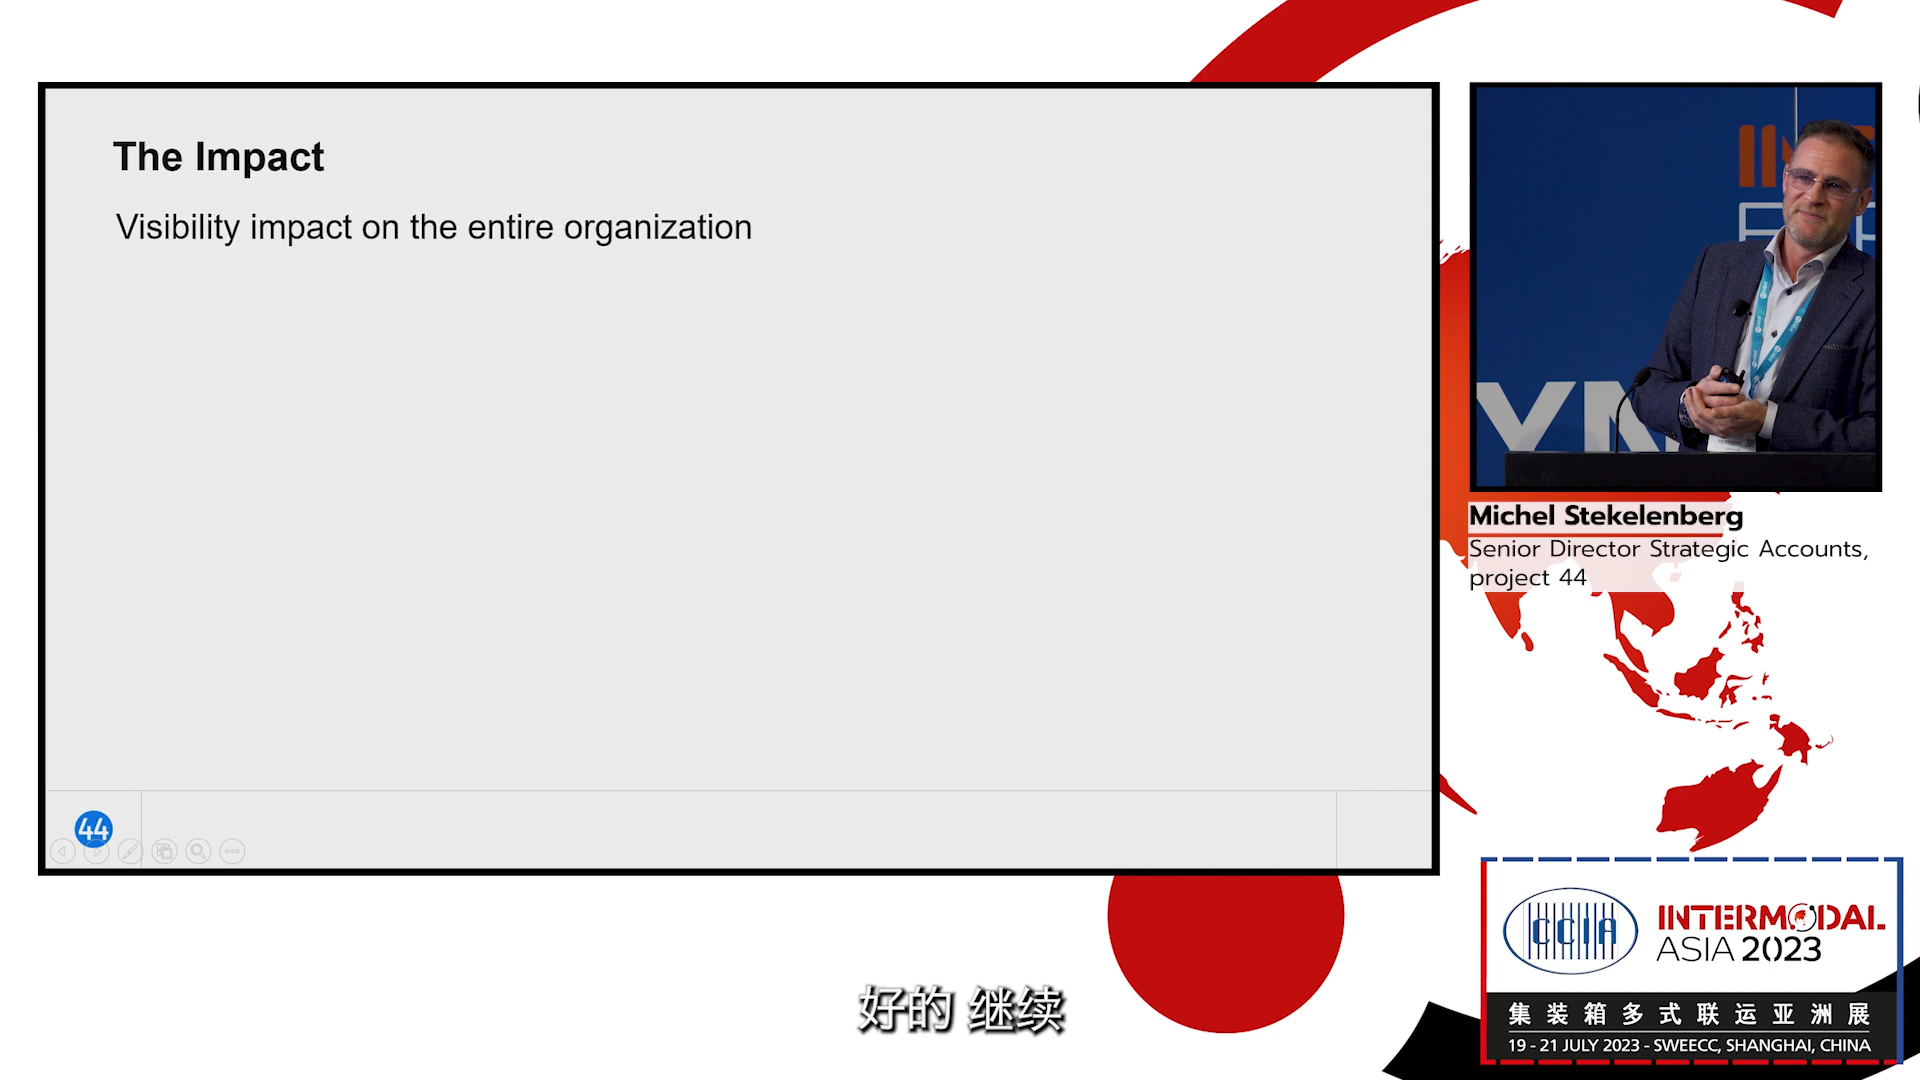 The Impact
Visibility impact on the entire organization
44
Michel Stekelenberg
Senior Director Strategic Accounts,
project 44
CCIA
INTERMODAL
ASIA 2023
集装箱多式联运亚洲展
19 - 21 JULY 2023 - SWEECC, SHANGHAI, CHINA
好的 继续